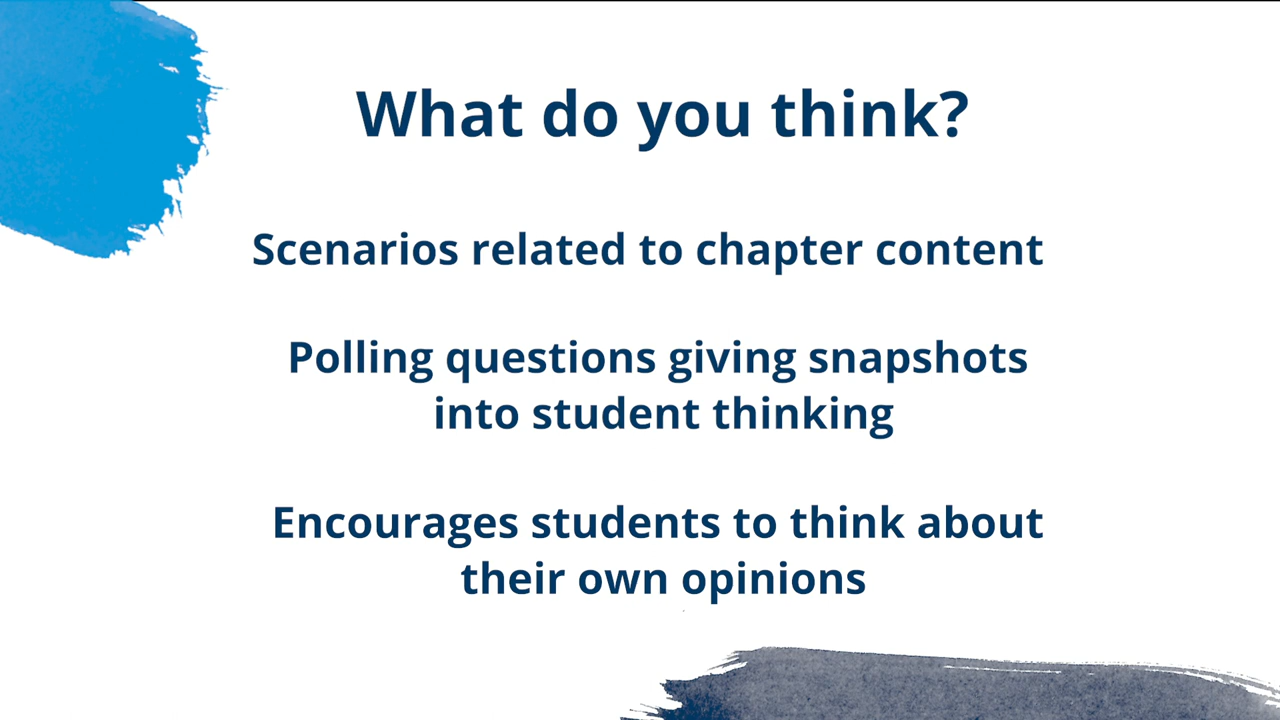 What do you think?
Scenarios related to chapter content
Polling questions giving snapshots
into student thinking
Encourages students to think about
their own opinions